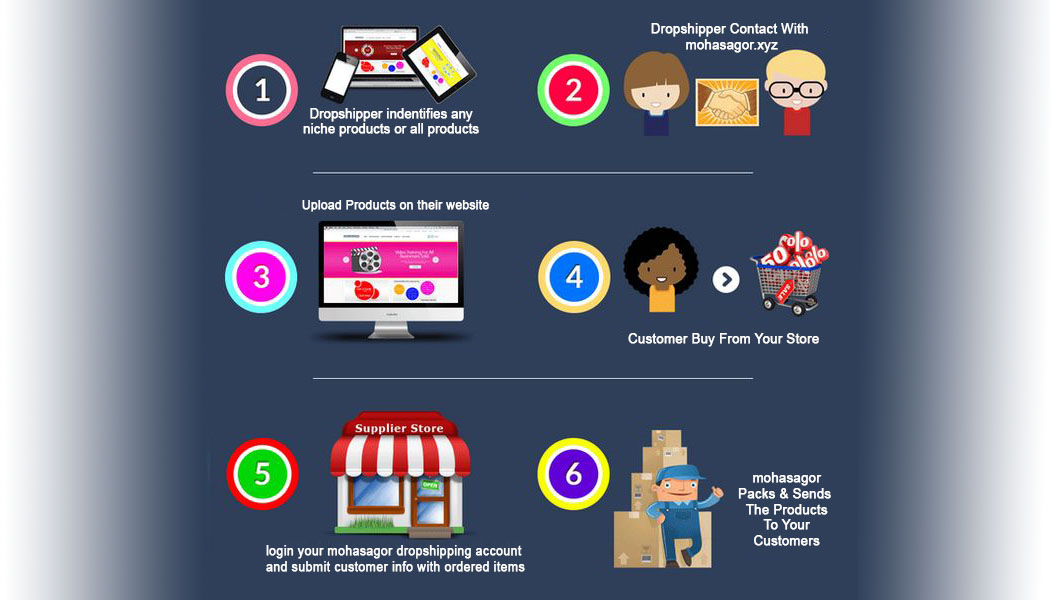 1
Dropshipper indentifies any
niche products or all products
2
Dropshipper Contact With
mohasagor.xyz
3
Upload Products on their website
4
50%
%
%
SALE
Customer Buy From Your Store
5
Supplier Store
OPEN
login your mohasagor dropshipping account
and submit customer info with ordered items
6
mohasagor
Packs & Sends
The Products
To Your
Customers